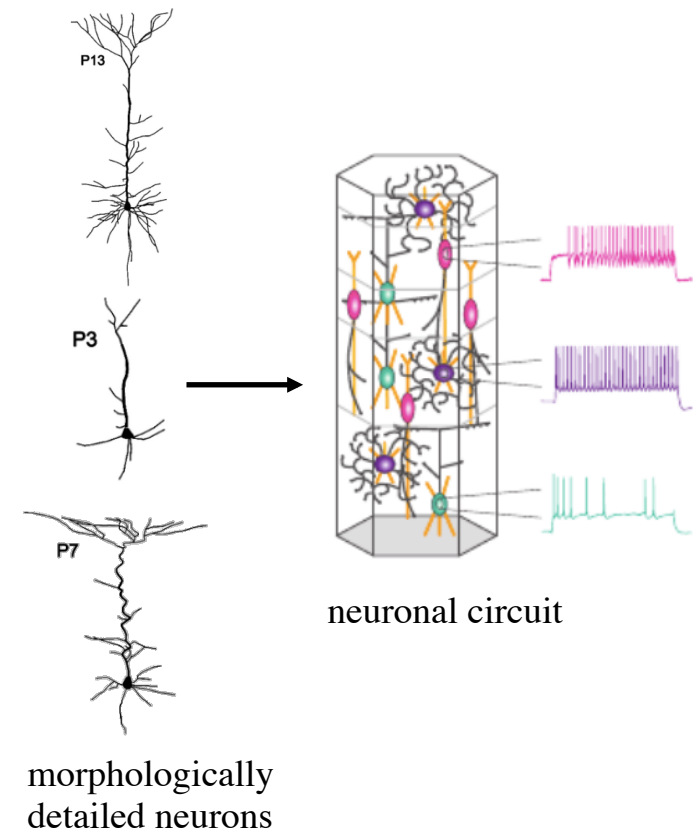 P13
P3
P7
neuronal circuit
morphologically
detailed neurons